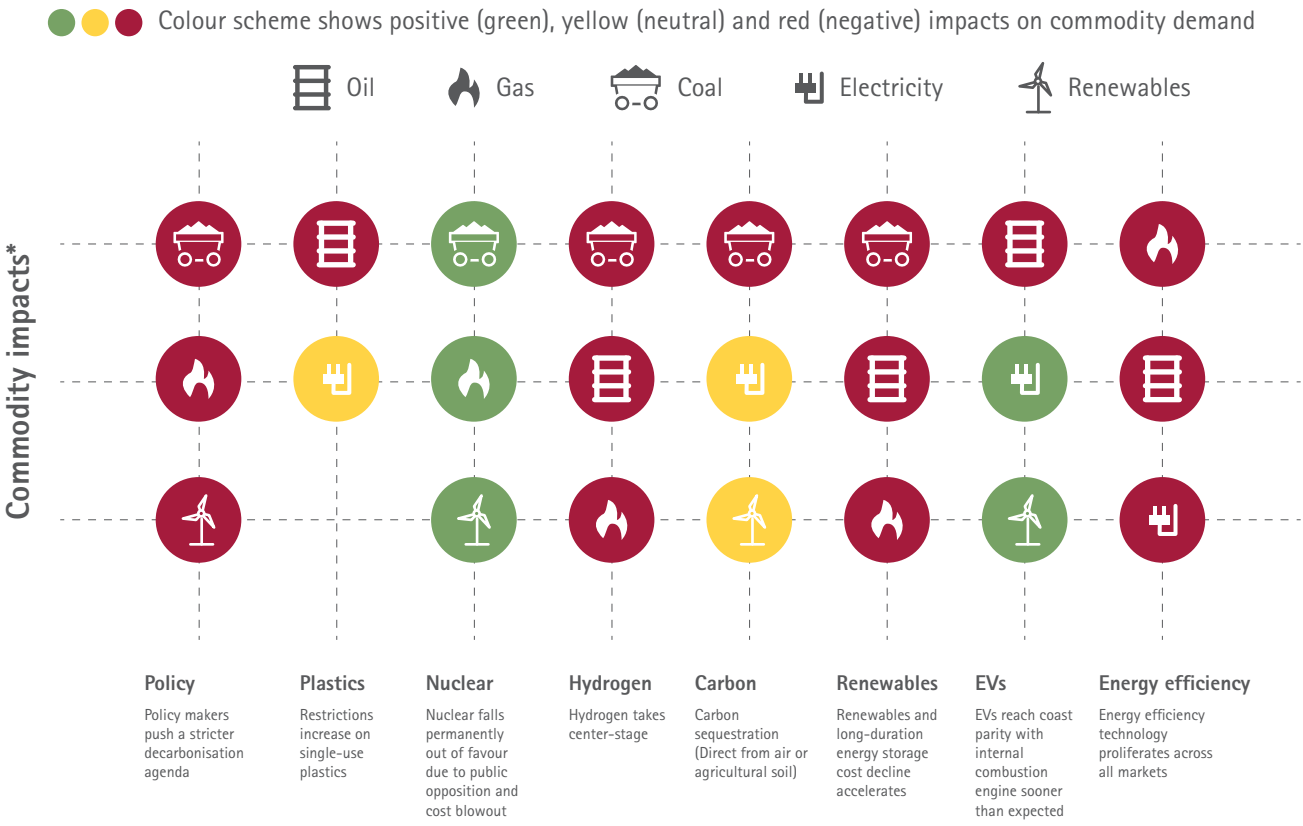 Colour scheme shows positive (green), yellow (neutral) and red (negative) impacts on commodity demand
Oil
Gas
Coal
Electricity
Renewables
Commodity impacts*
Policy
Policy makers
push a stricter
decarbonisation
agenda
Plastics
Restrictions
increase on
single-use
plastics
Nuclear
Nuclear falls
permanently
out of favour
due to public
opposition and
cost blowout
Hydrogen
Hydrogen takes
center-stage
Carbon
Carbon
sequestration
(Direct from air or
agricultural soil)
Renewables
Renewables and
long-duration
energy storage
cost decline
accelerates
EVs
EVs reach coast
parity with
internal
combustion
engine sooner
than expected
Energy efficiency
Energy efficiency
technology
proliferates across
all markets